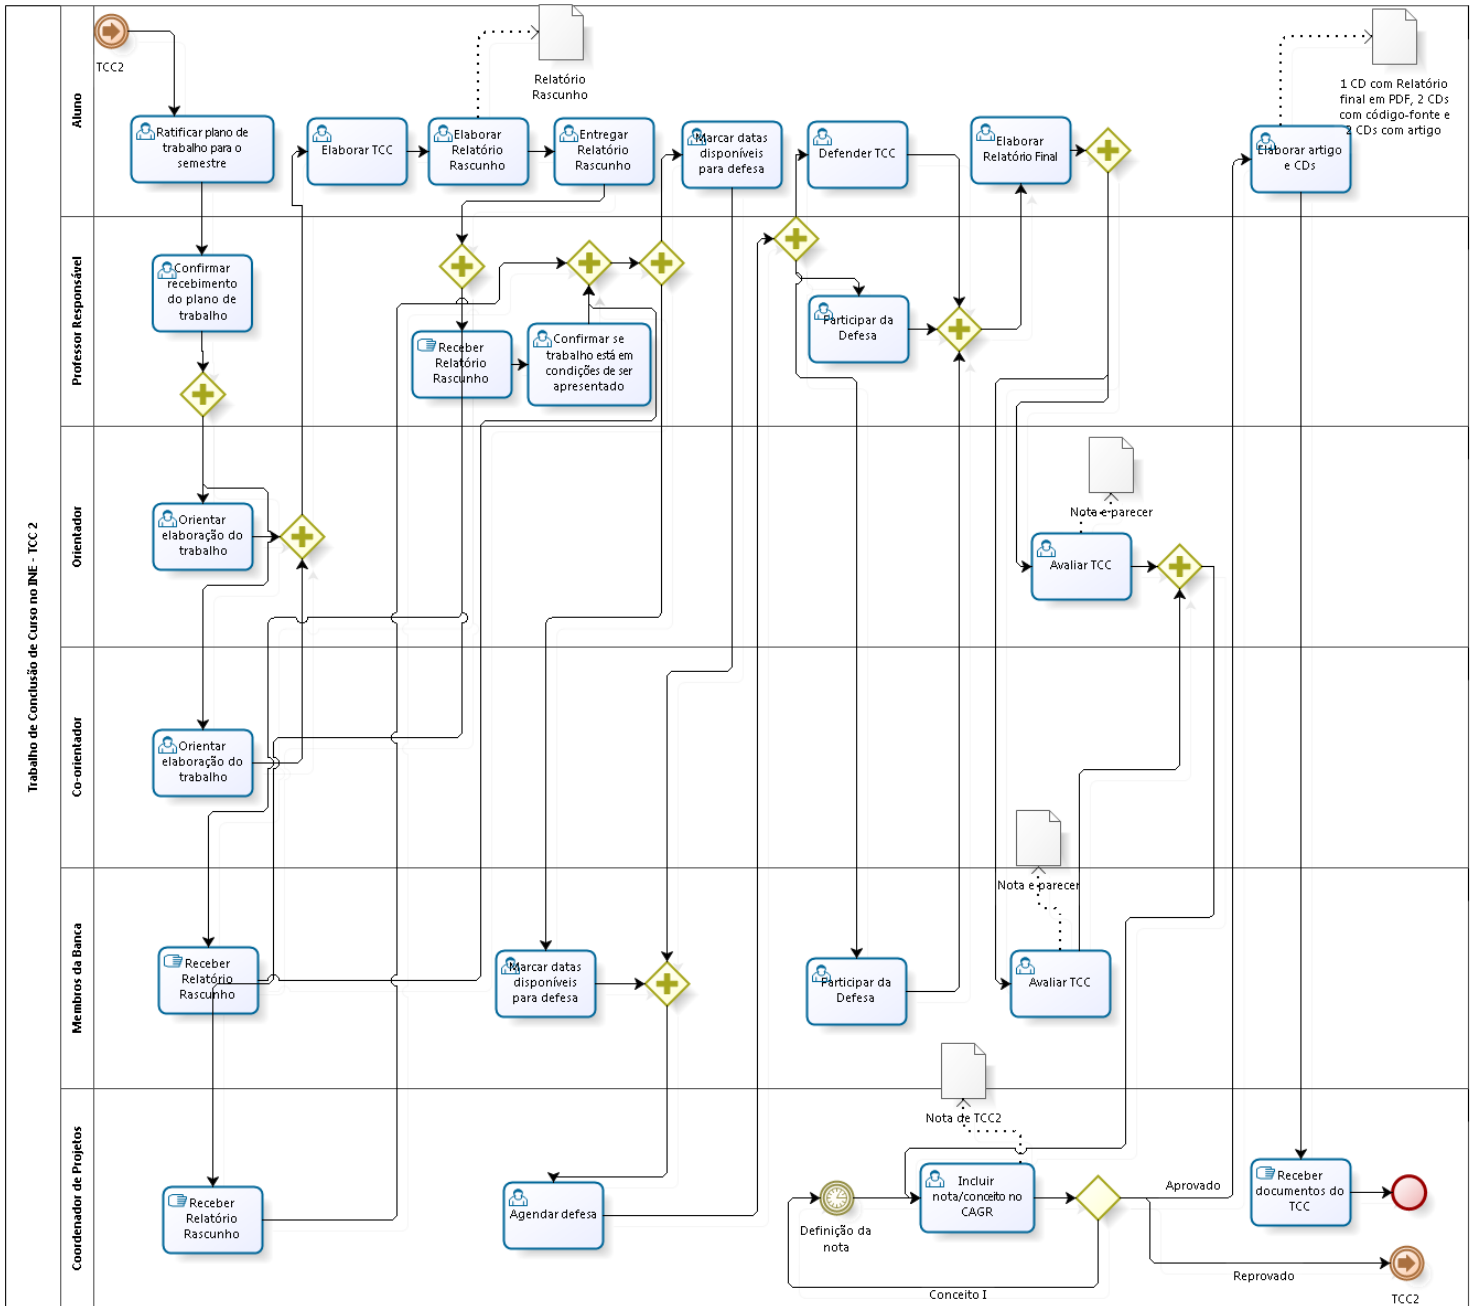 Trabalho de Conclusão de Curso no INE - TCC 2
Aluno
TCC2
Ratificar plano de
trabalho para o
semestre
Elaborar TCC
Elaborar
Relatório
Rascunho
Relatório
Rascunho
Entregar
Relatório
Rascunho
Marcar datas
disponíveis
para defesa
Defender TCC
Elaborar
Relatório Final
1 CD com Relatório
final em PDF, 2 CDs
com código-fonte e
2 CDs com artigo
Elaborar artigo
e CDs
Professor Responsável
Confirmar
recebimento
do plano de
trabalho
Receber
Relatório
Rascunho
Confirmar se
trabalho está em
condições de ser
apresentado
Participar da
Defesa
Orientador
Orientar
elaboração do
trabalho
Nota e parecer
Avaliar TCC
Co-orientador
Orientar
elaboração do
trabalho
Membros da Banca
Receber
Relatório
Rascunho
Marcar datas
disponíveis
para defesa
Participar da
Defesa
Nota e parecer
Avaliar TCC
Coordenador de Projetos
Receber
Relatório
Rascunho
Agendar defesa
Definição da
nota
Nota de TCC2
Incluir
nota/conceito no
CAGR
Conceito I
Aprovado
Reprovado
Receber
documentos do
TCC
TCC2